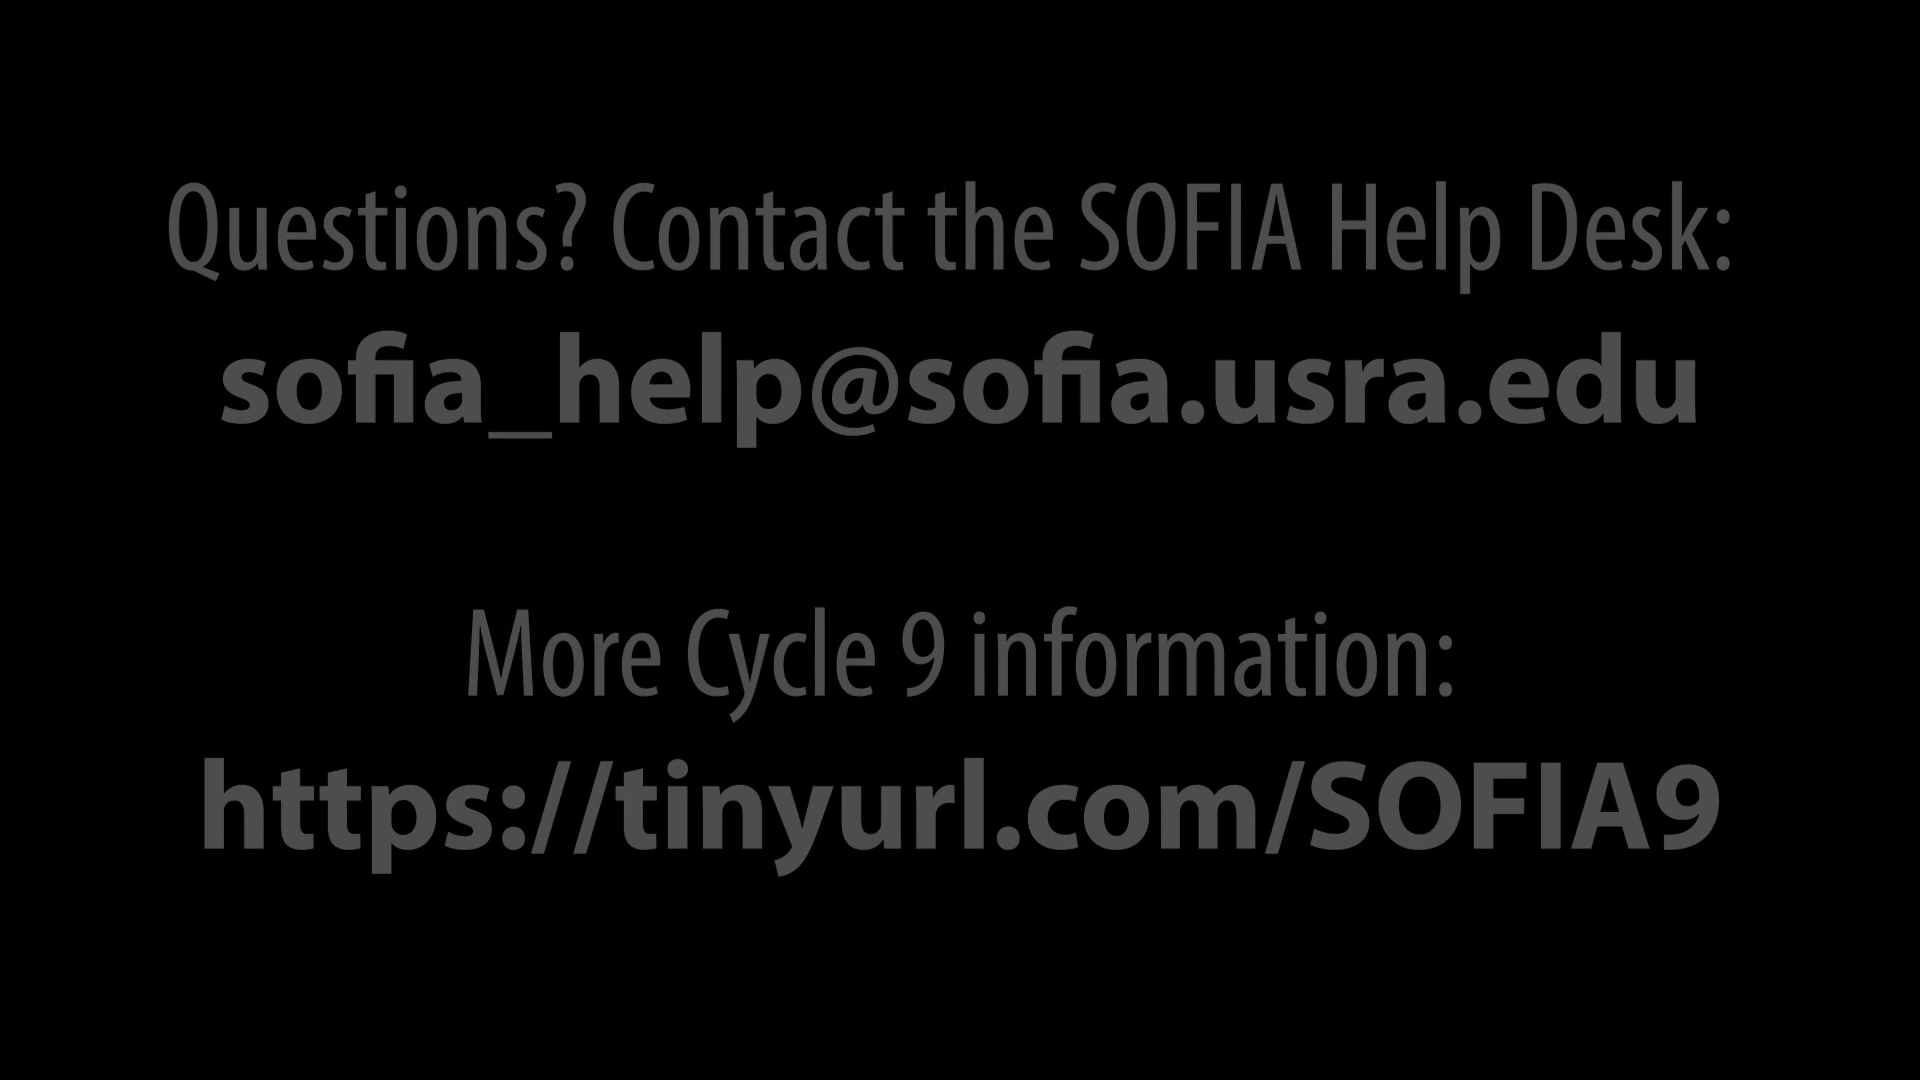 Questions? Contact the SOFIA Help Desk:
sofia_help@sofia.usra.edu
More Cycle 9 information:
https://tinyurl.com/SOFIA9